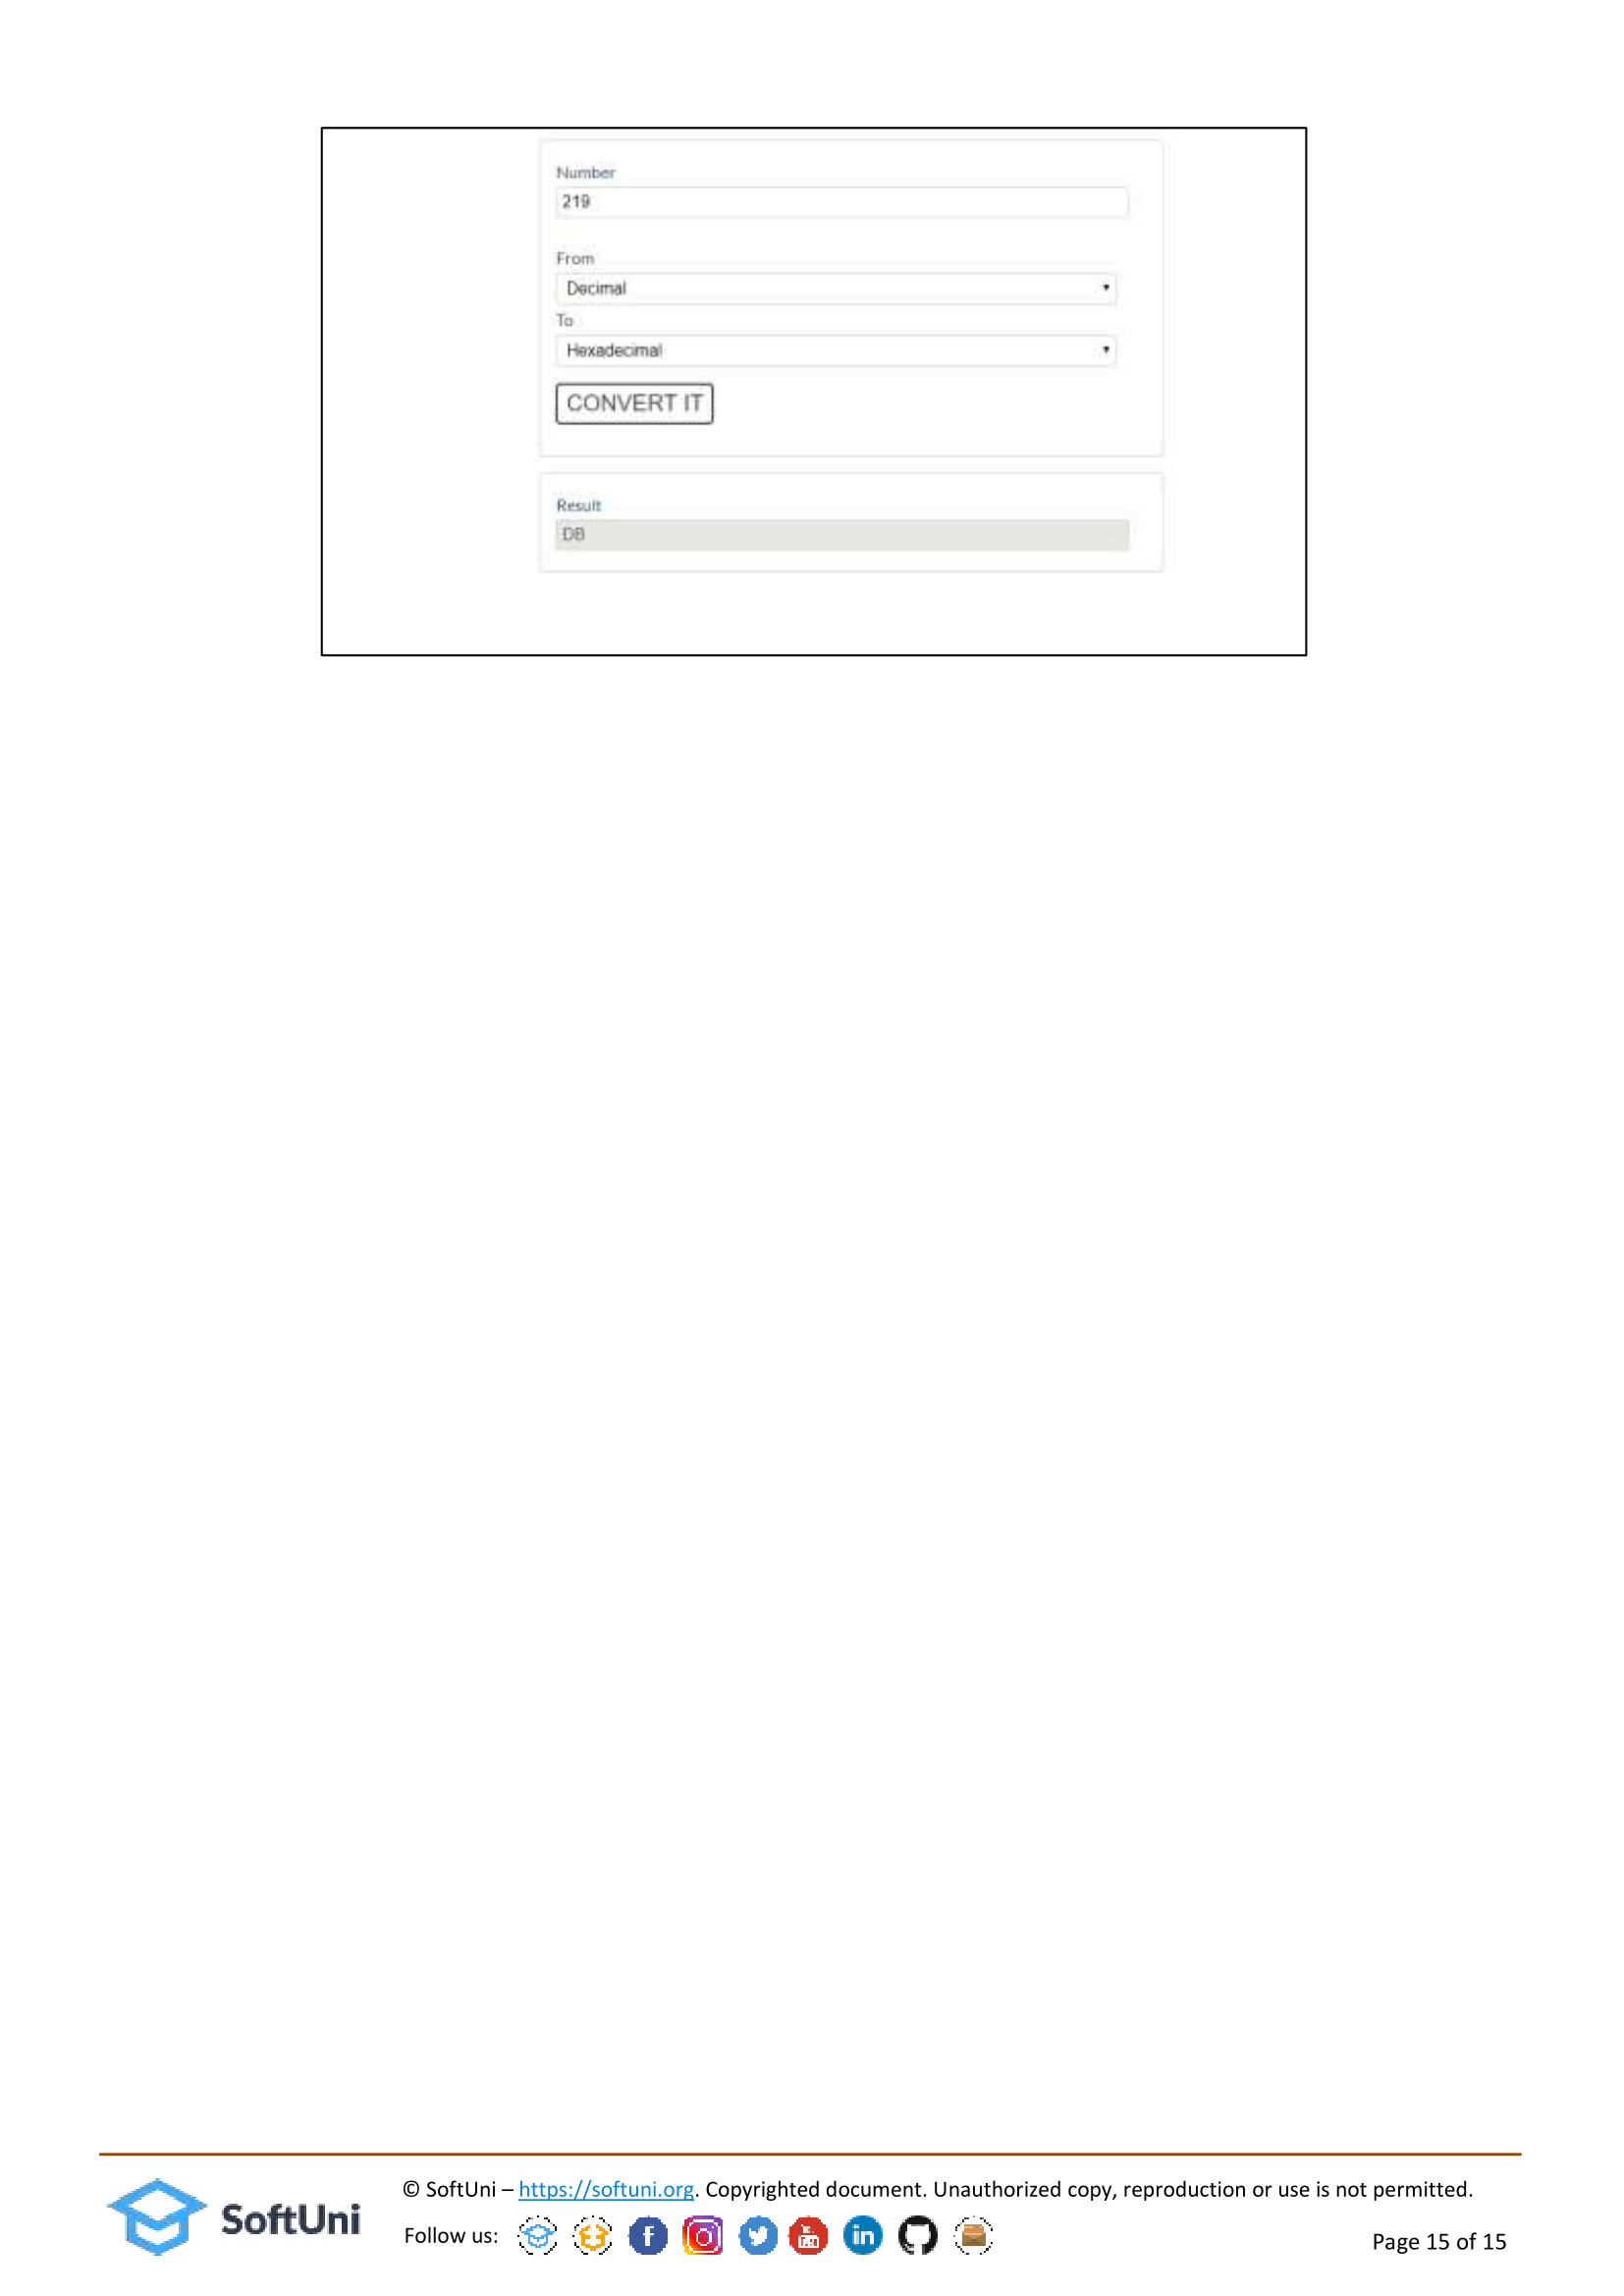 Number
219
From
Decimal
To
Hexadecimal
CONVERT IT
Result
DB
SoftUni
© SoftUni – https://softuni.org. Copyrighted document. Unauthorized copy, reproduction or use is not permitted.
Follow us:
Page 15 of 15